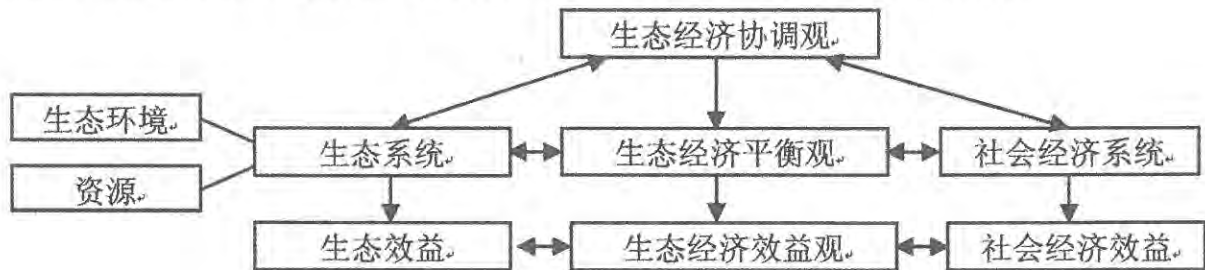 生态经济协调观
生态环境
生态系统
生态经济平衡观
社会经济系统
资源
生态效益
生态经济效益观
社会经济效益